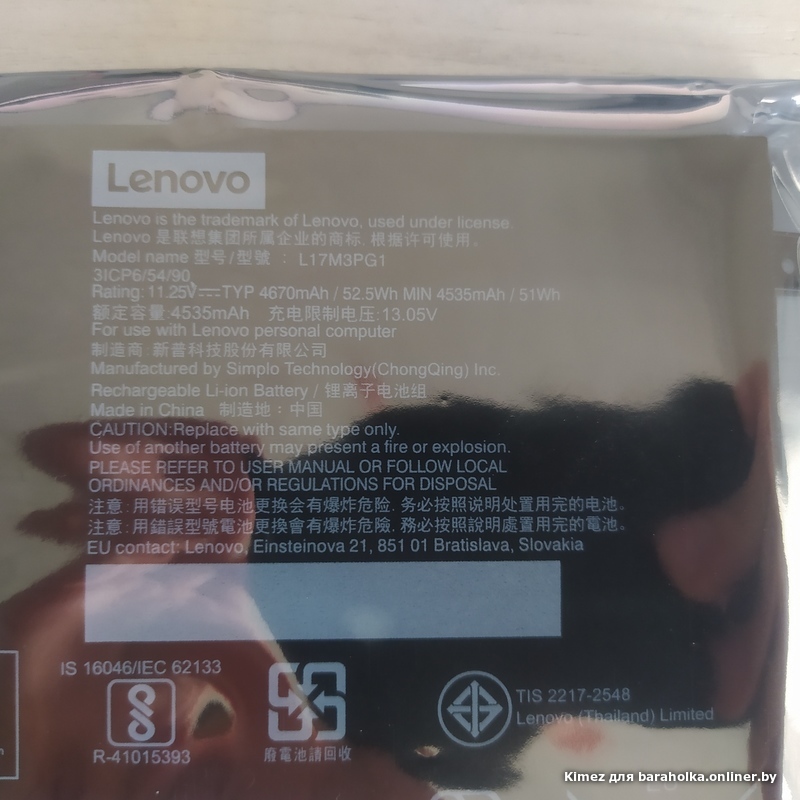 Lenovo
Lenovo is the trademark of Lenovo, used under license.
Lenovo 是联想集团所属企业的商标, 根据许可使用。
Model name 型号/型號 : L17M3PG1
3ICP6/54/90
Rating: 11.25V⎓TYP 4670mAh / 52.5Wh MIN 4535mAh / 51Wh
额定容量:4535mAh 充电限制电压:13.05V
For use with Lenovo personal computer
制造商:新普科技股份有限公司
Manufactured by Simplo Technology(ChongQing) Inc.
Rechargeable Li-ion Battery / 锂离子电池组
Made in China 制造地: 中国
CAUTION:Replace with same type only.
Use of another battery may present a fire or explosion.
PLEASE REFER TO USER MANUAL OR FOLLOW LOCAL
ORDINANCES AND/OR REGULATIONS FOR DISPOSAL
注意: 用错误型号电池更换会有爆炸危险, 务必按照说明处置用完的电池。
注意: 用錯誤型號電池更換會有爆炸危險, 務必按照說明處置用完的電池。
EU contact: Lenovo, Einsteinova 21, 851 01 Bratislava, Slovakia
IS 16046/IEC 62133
R-41015393
廢電池請回收
TIS 2217-2548
Lenovo (Thailand) Limited
Kimez для baraholka.onliner.by